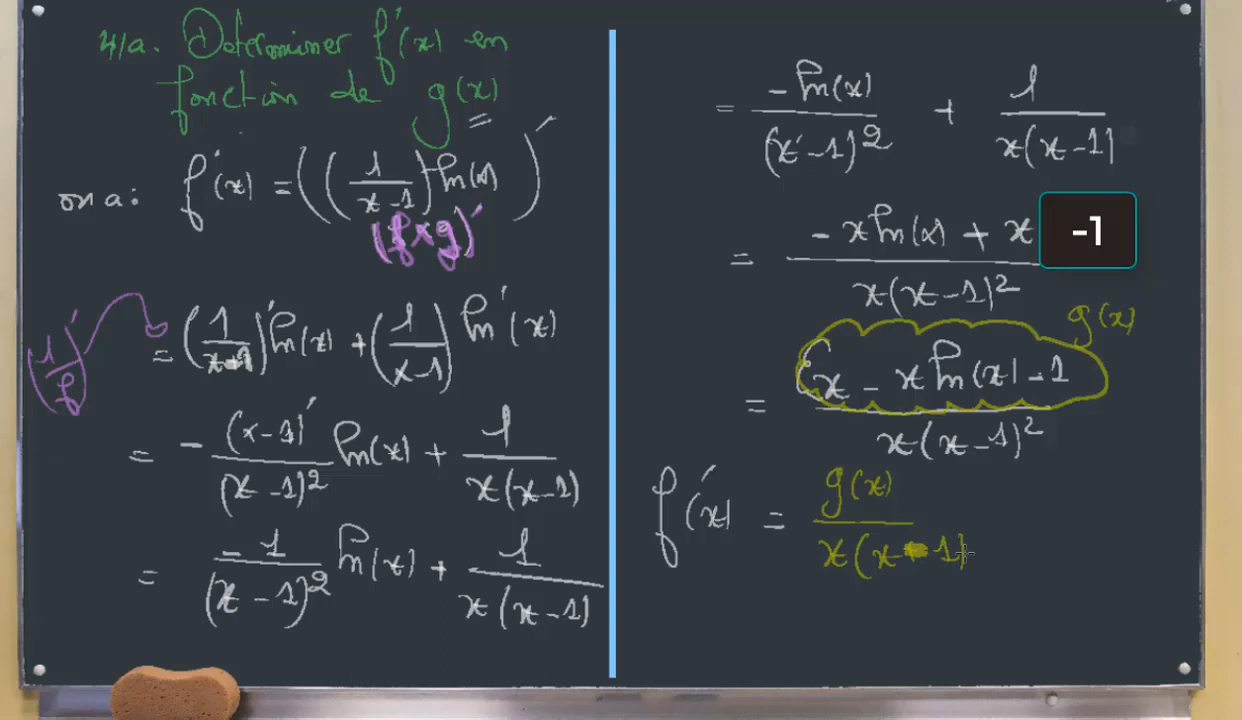 4/a. Déterminer f'(x) en
fonction de g(x)
on a: f'(x) = ((1/(x-1)) ln(x))'
(f×g)'
(1/f)'
= (1/(x-1))' ln(x) + (1/(x-1)) ln'(x)
= - (x-1)'/(x-1)² ln(x) + 1/(x(x-1))
= -1/(x-1)² ln(x) + 1/(x(x-1))
= -ln(x)/(x-1)² + 1/(x(x-1))
= (-x ln(x) + x -1)/(x(x-1)²)
g(x)
= (x - x ln(x) - 1)/(x(x-1)²)
f'(x) = g(x)/(x(x-1)